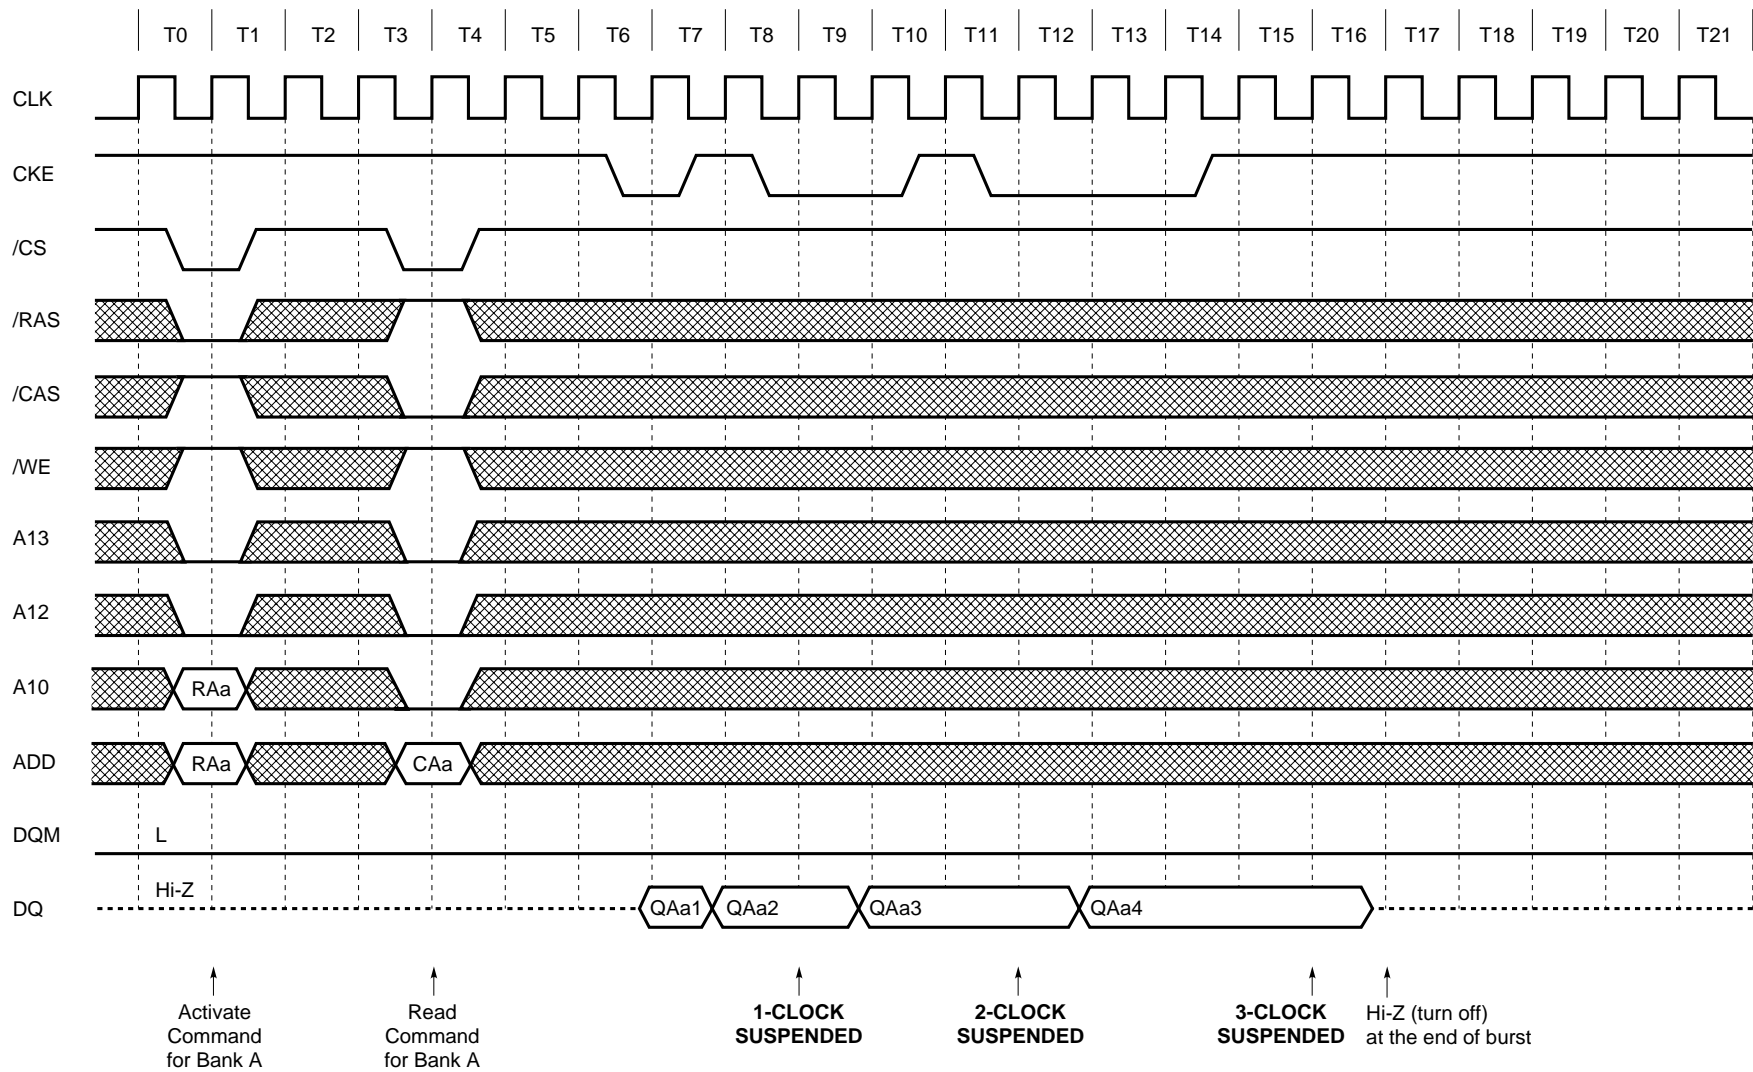 T0 T1 T2 T3 T4 T5 T6 T7 T8 T9 T10 T11 T12 T13 T14 T15 T16 T17 T18 T19 T20 T21
CLK
CKE
/CS
/RAS
/CAS
/WE
A13
A12
A10 RAa
ADD RAa CAa
DQM L
Hi-Z
DQ QAa1 QAa2 QAa3 QAa4
Activate
Command
for Bank A
Read
Command
for Bank A
1-CLOCK
SUSPENDED
2-CLOCK
SUSPENDED
3-CLOCK
SUSPENDED
Hi-Z (turn off)
at the end of burst